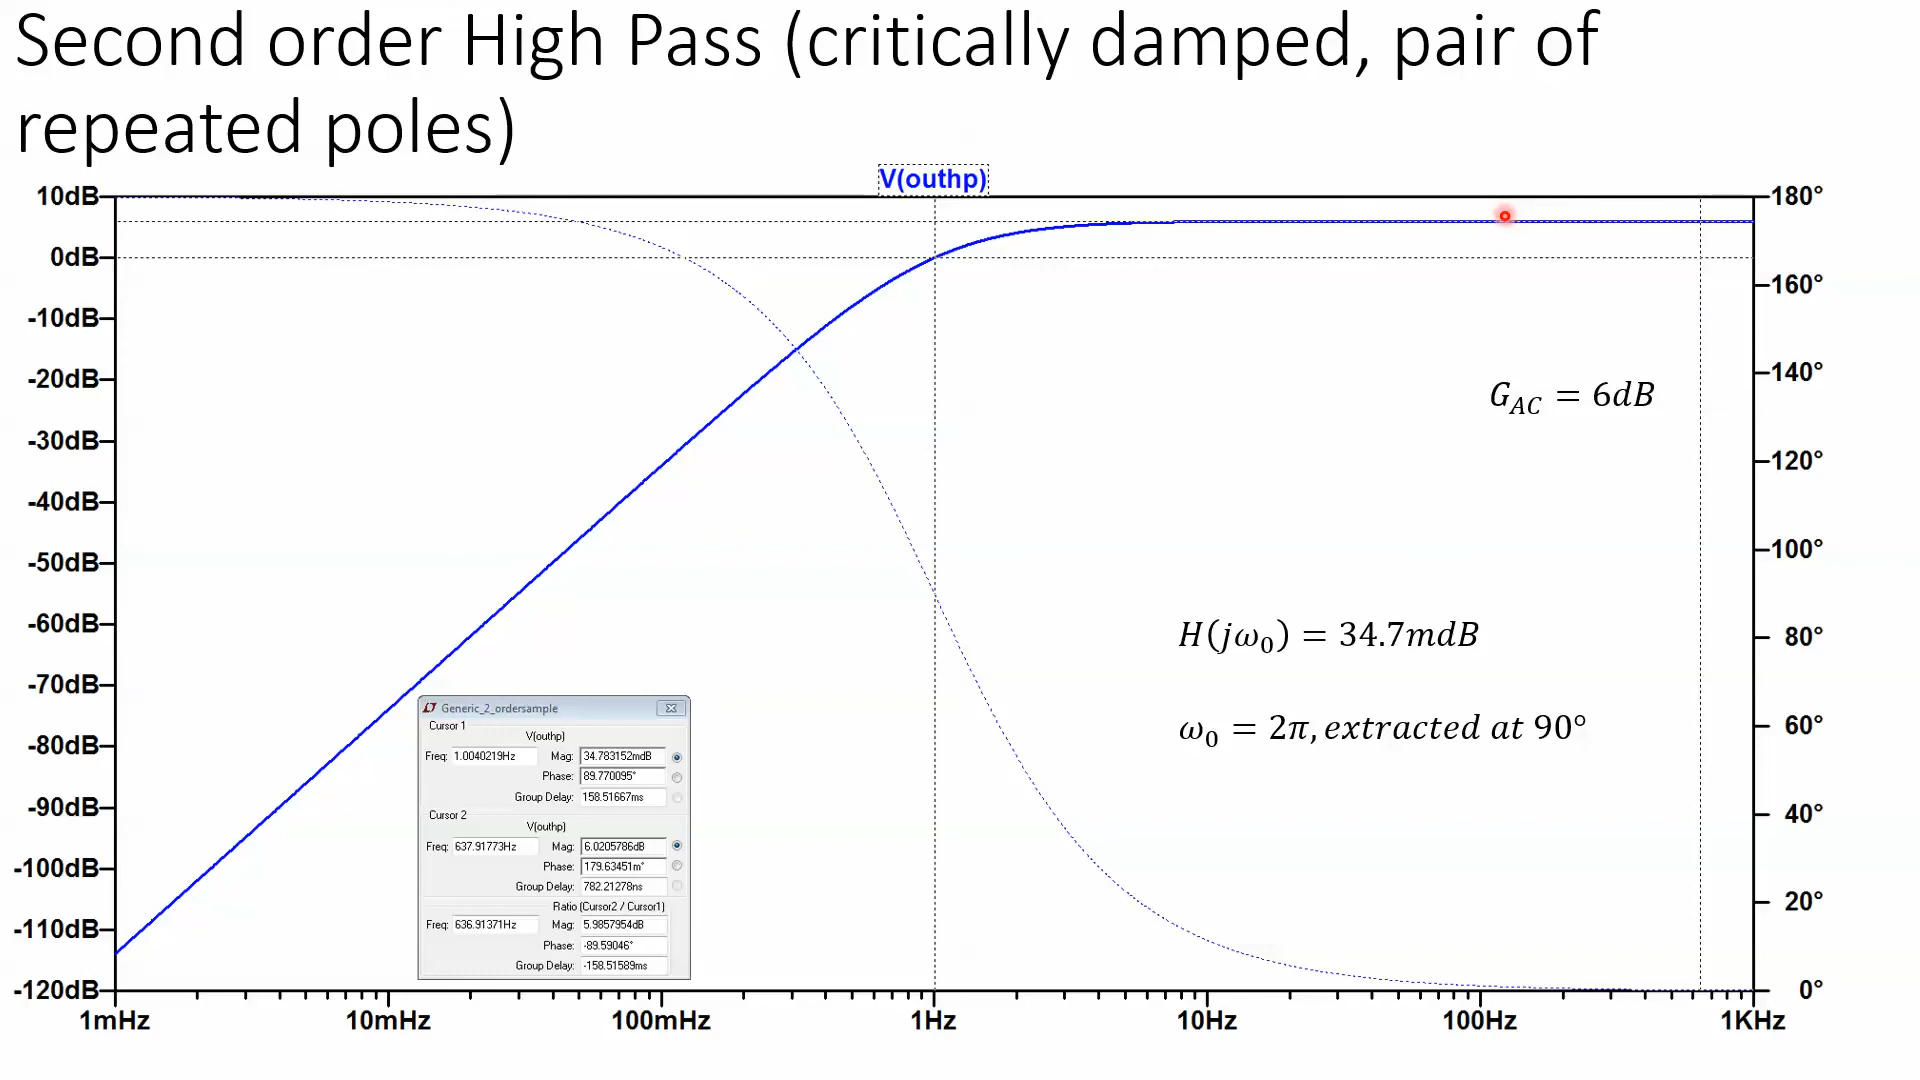 Second order High Pass (critically damped, pair of
repeated poles)
V(outhp)
10dB
0dB
-10dB
-20dB
-30dB
-40dB
-50dB
-60dB
-70dB
-80dB
-90dB
-100dB
-110dB
-120dB
180°
160°
140°
120°
100°
80°
60°
40°
20°
0°
G_AC = 6dB
H(jω₀) = 34.7mdB
ω₀ = 2π, extracted at 90°
Generic_2_ordersample
Cursor 1
V(outhp)
Freq: 1.0040219Hz Mag: 34.783152mdB
Phase: 89.770095°
Group Delay: 158.51667ms
Cursor 2
V(outhp)
Freq: 637.91773Hz Mag: 6.0205786dB
Phase: 179.63451m°
Group Delay: 782.21278ns
Ratio (Cursor2 / Cursor1)
Freq: 636.91371Hz Mag: 5.9857954dB
Phase: -89.59046°
Group Delay: -158.51589ms
1mHz 10mHz 100mHz 1Hz 10Hz 100Hz 1KHz